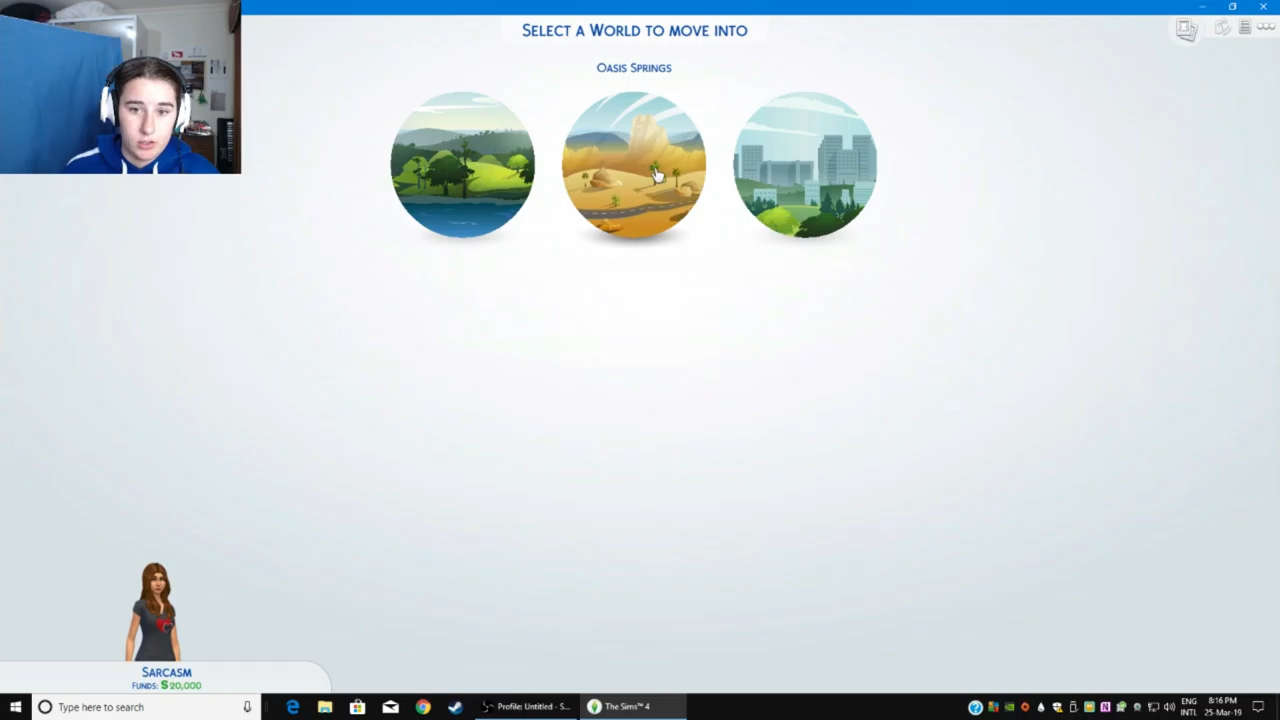 SELECT A WORLD TO MOVE INTO
OASIS SPRINGS
SARCASM
FUNDS: §20,000
Type here to search
Profile: Untitled - S...
The Sims™ 4
ENG
INTL
8:16 PM
25-Mar-19